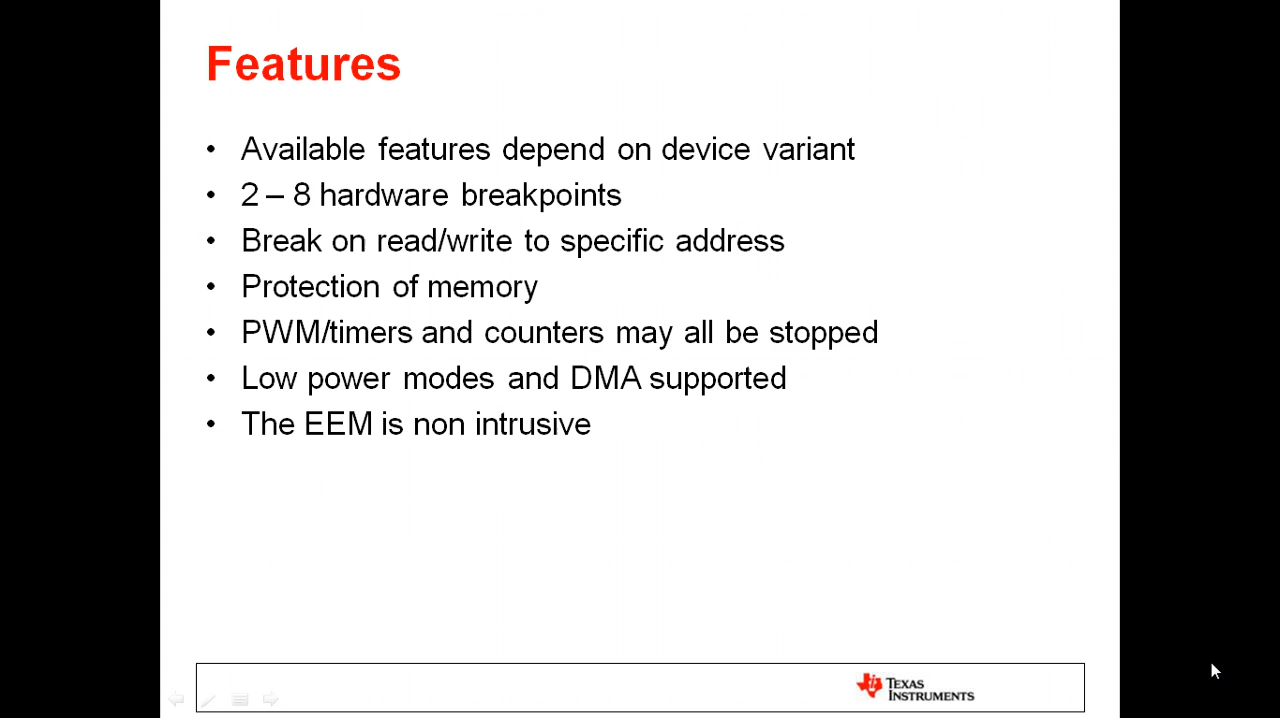 Features
• Available features depend on device variant
• 2 – 8 hardware breakpoints
• Break on read/write to specific address
• Protection of memory
• PWM/timers and counters may all be stopped
• Low power modes and DMA supported
• The EEM is non intrusive
TEXAS
INSTRUMENTS